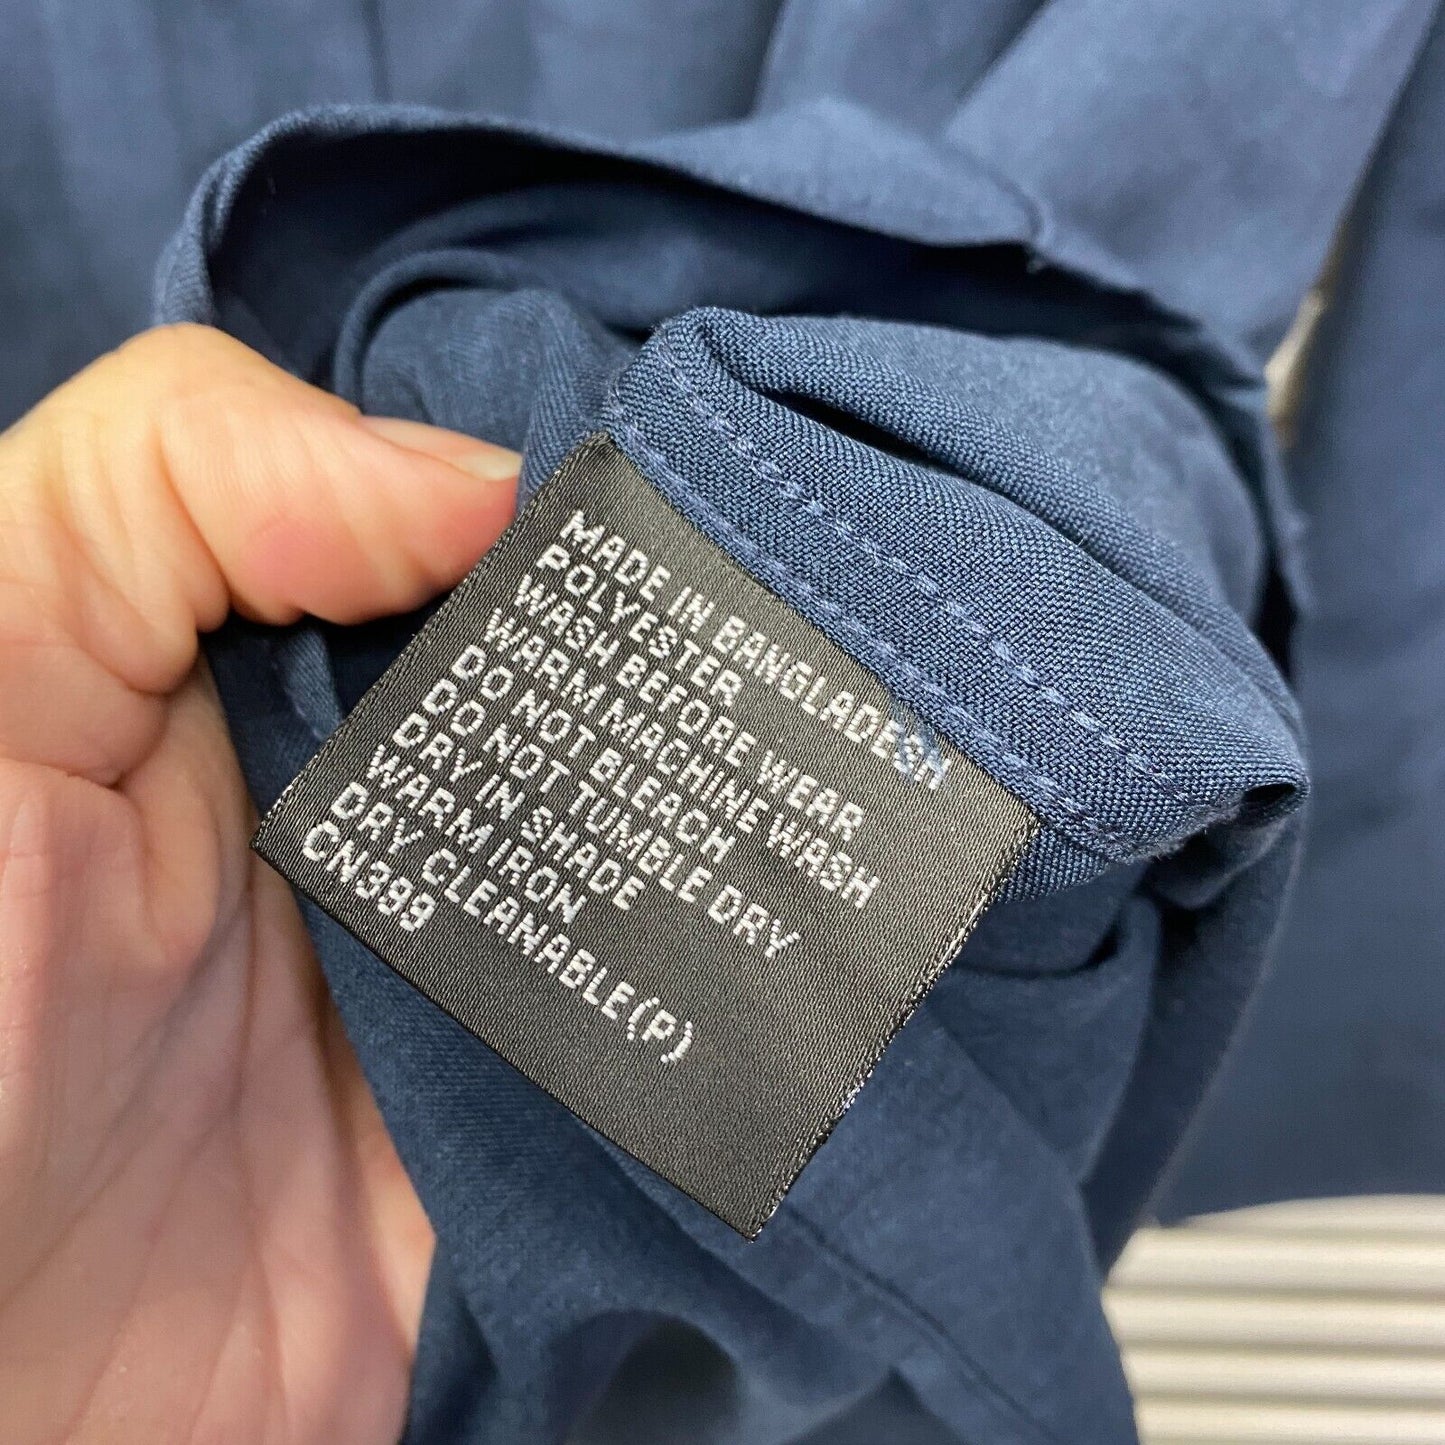 MADE IN BANGLADESH
POLYESTER
WASH BEFORE WEAR
WARM MACHINE WASH
DO NOT BLEACH
DO NOT TUMBLE DRY
DRY IN SHADE
WARM IRON
DRY CLEANABLE(P)
CN399